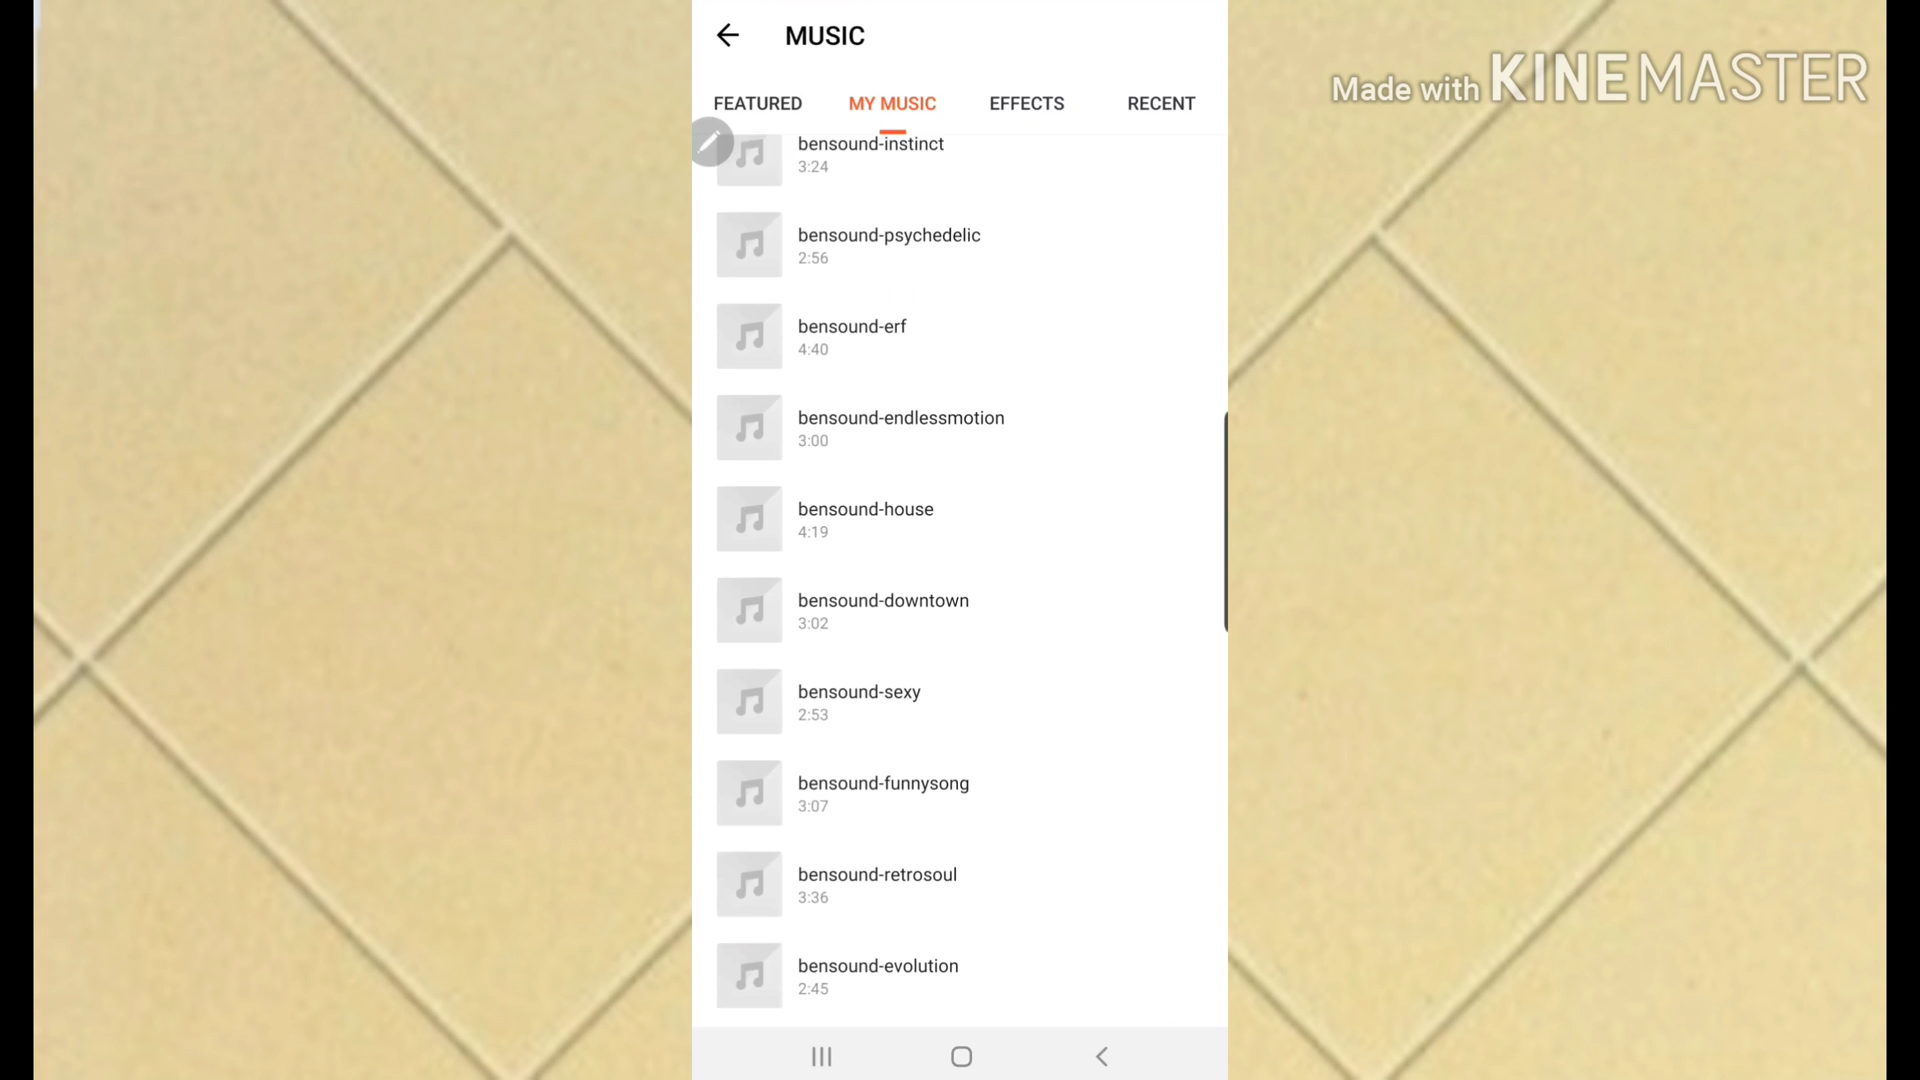 MUSIC
Made with KINEMASTER
FEATURED MY MUSIC EFFECTS RECENT
bensound-instinct
3:24
bensound-psychedelic
2:56
bensound-erf
4:40
bensound-endlessmotion
3:00
bensound-house
4:19
bensound-downtown
3:02
bensound-sexy
2:53
bensound-funnysong
3:07
bensound-retrosoul
3:36
bensound-evolution
2:45